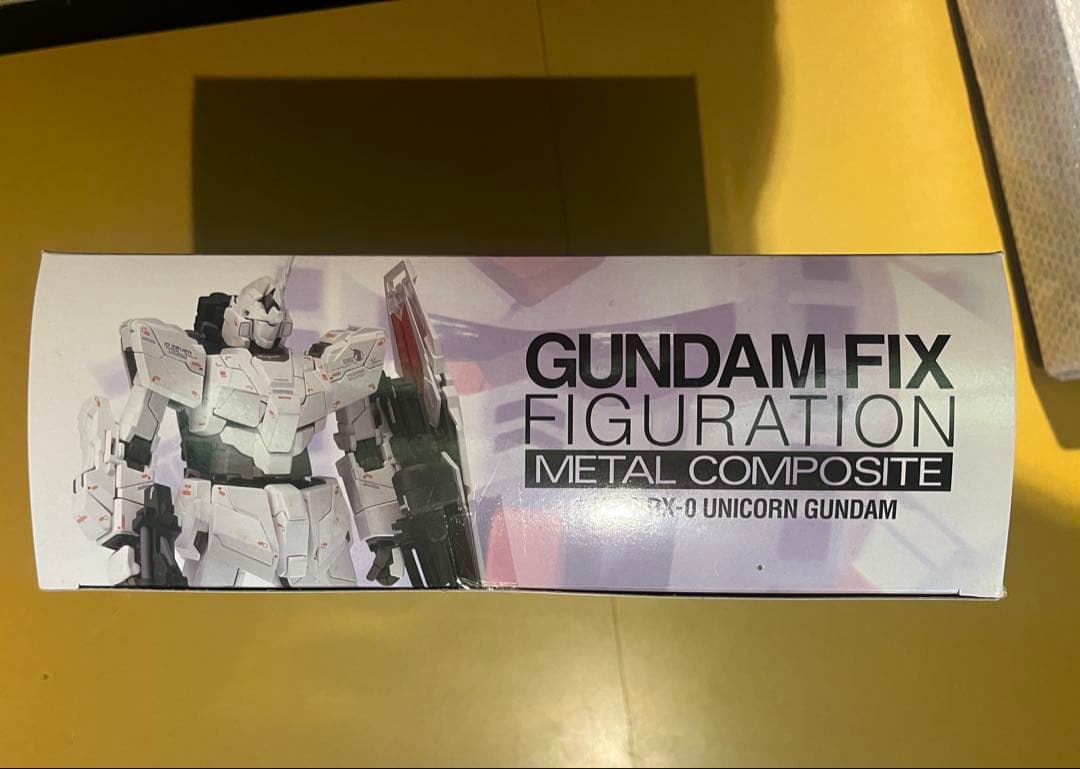 GUNDAM FIX
FIGURATION
METAL COMPOSITE
RX-0 UNICORN GUNDAM